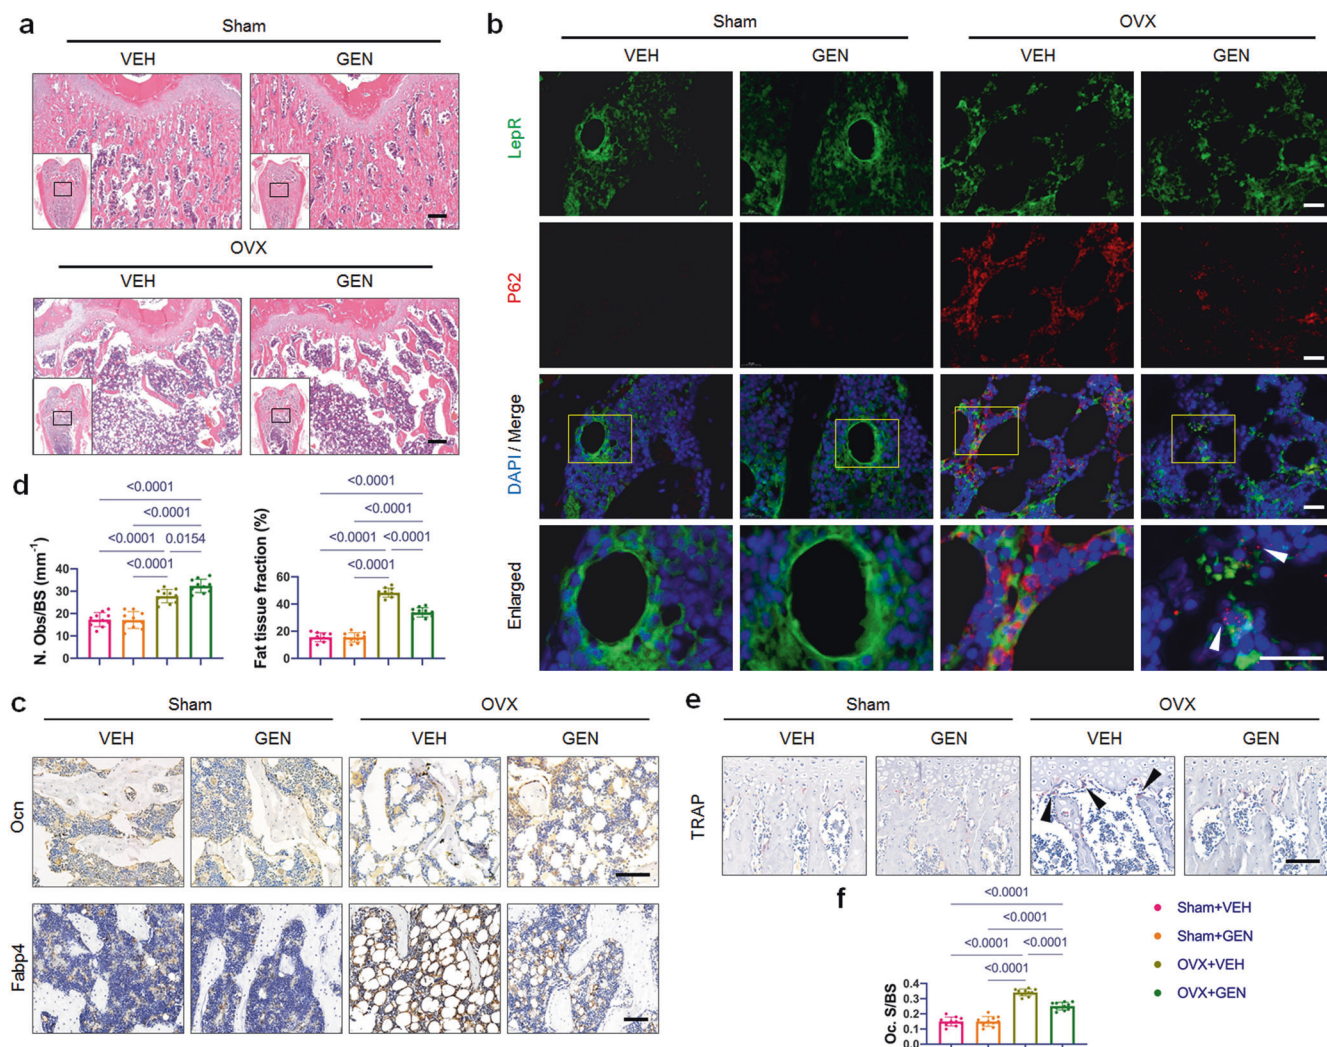 a
Sham
VEH GEN
OVX
VEH GEN
b
Sham OVX
VEH GEN VEH GEN
LepR
P62
DAPI / Merge
Enlarged
d
<0.0001
<0.0001
<0.0001 0.0154
<0.0001
N. Obs/BS (mm⁻¹)
40
30
20
10
0
<0.0001
<0.0001
<0.0001 <0.0001
<0.0001
Fat tissue fraction (%)
60
40
20
0
c
Sham OVX
VEH GEN VEH GEN
Ocn
Fabp4
e
Sham OVX
VEH GEN VEH GEN
TRAP
f
<0.0001
<0.0001
<0.0001 <0.0001
<0.0001
Oc. S/BS
0.4
0.3
0.2
0.1
0.0
Sham+VEH
Sham+GEN
OVX+VEH
OVX+GEN